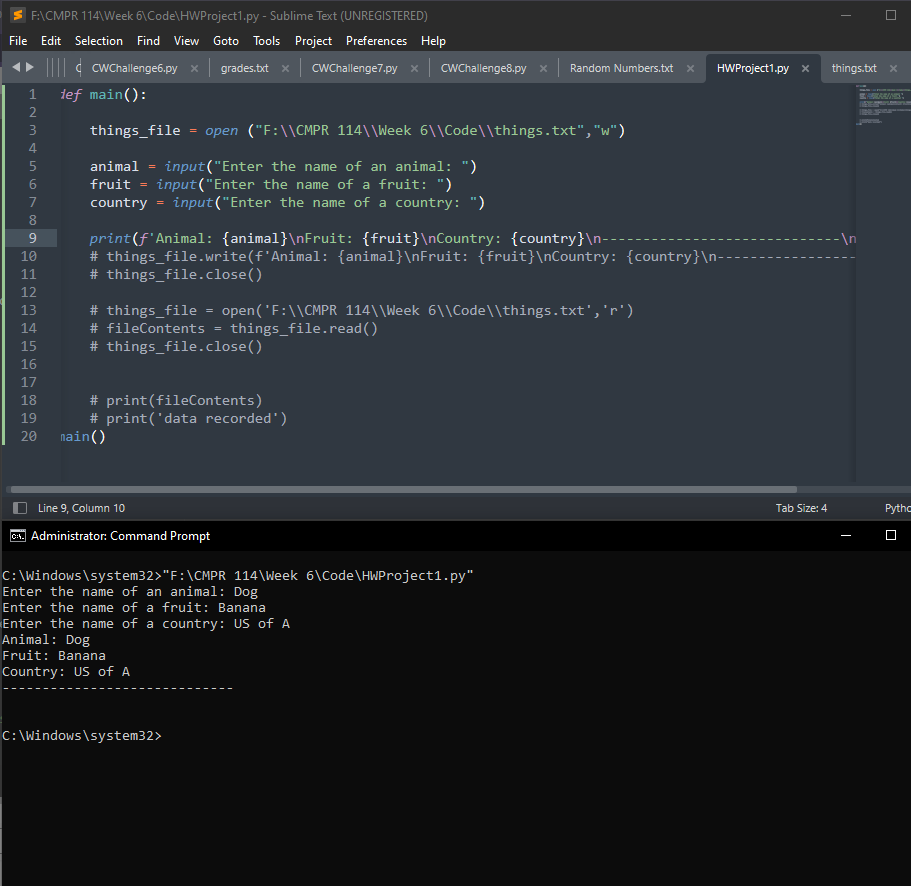 F:\CMPR 114\Week 6\Code\HWProject1.py - Sublime Text (UNREGISTERED)
File Edit Selection Find View Goto Tools Project Preferences Help
CWChallenge6.py × grades.txt × CWChallenge7.py × CWChallenge8.py × Random Numbers.txt × HWProject1.py × things.txt ×
1 def main():
2
3 things_file = open ("F:\\CMPR 114\\Week 6\\Code\\things.txt","w")
4
5 animal = input("Enter the name of an animal: ")
6 fruit = input("Enter the name of a fruit: ")
7 country = input("Enter the name of a country: ")
8
9 print(f'Animal: {animal}\nFruit: {fruit}\nCountry: {country}\n-----------------------------\n
10 # things_file.write(f'Animal: {animal}\nFruit: {fruit}\nCountry: {country}\n-----------------
11 # things_file.close()
12
13 # things_file = open('F:\\CMPR 114\\Week 6\\Code\\things.txt','r')
14 # fileContents = things_file.read()
15 # things_file.close()
16
17
18 # print(fileContents)
19 # print('data recorded')
20 main()
Line 9, Column 10 Tab Size: 4 Pytho
Administrator: Command Prompt
C:\Windows\system32>"F:\CMPR 114\Week 6\Code\HWProject1.py"
Enter the name of an animal: Dog
Enter the name of a fruit: Banana
Enter the name of a country: US of A
Animal: Dog
Fruit: Banana
Country: US of A
-----------------------------
C:\Windows\system32>